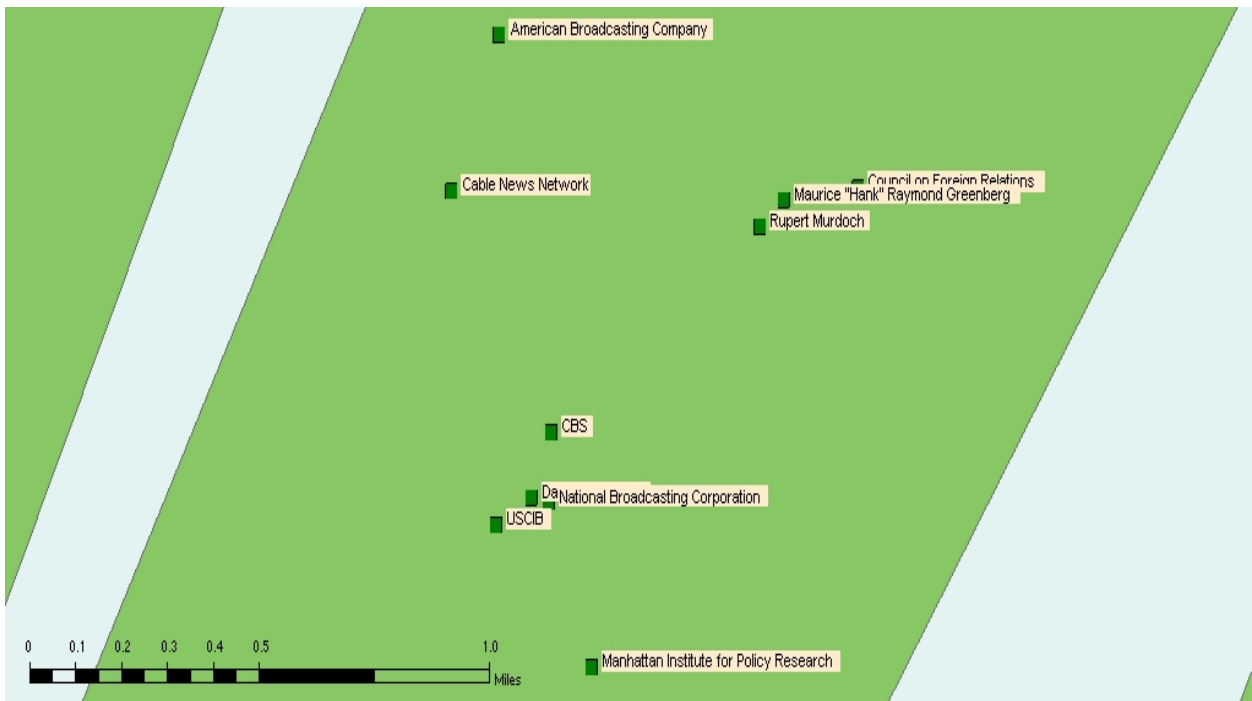 American Broadcasting Company
Cable News Network
Council on Foreign Relations
Maurice "Hank" Raymond Greenberg
Rupert Murdoch
CBS
National Broadcasting Corporation
USCIB
0 0.1 0.2 0.3 0.4 0.5 1.0
Miles
Manhattan Institute for Policy Research